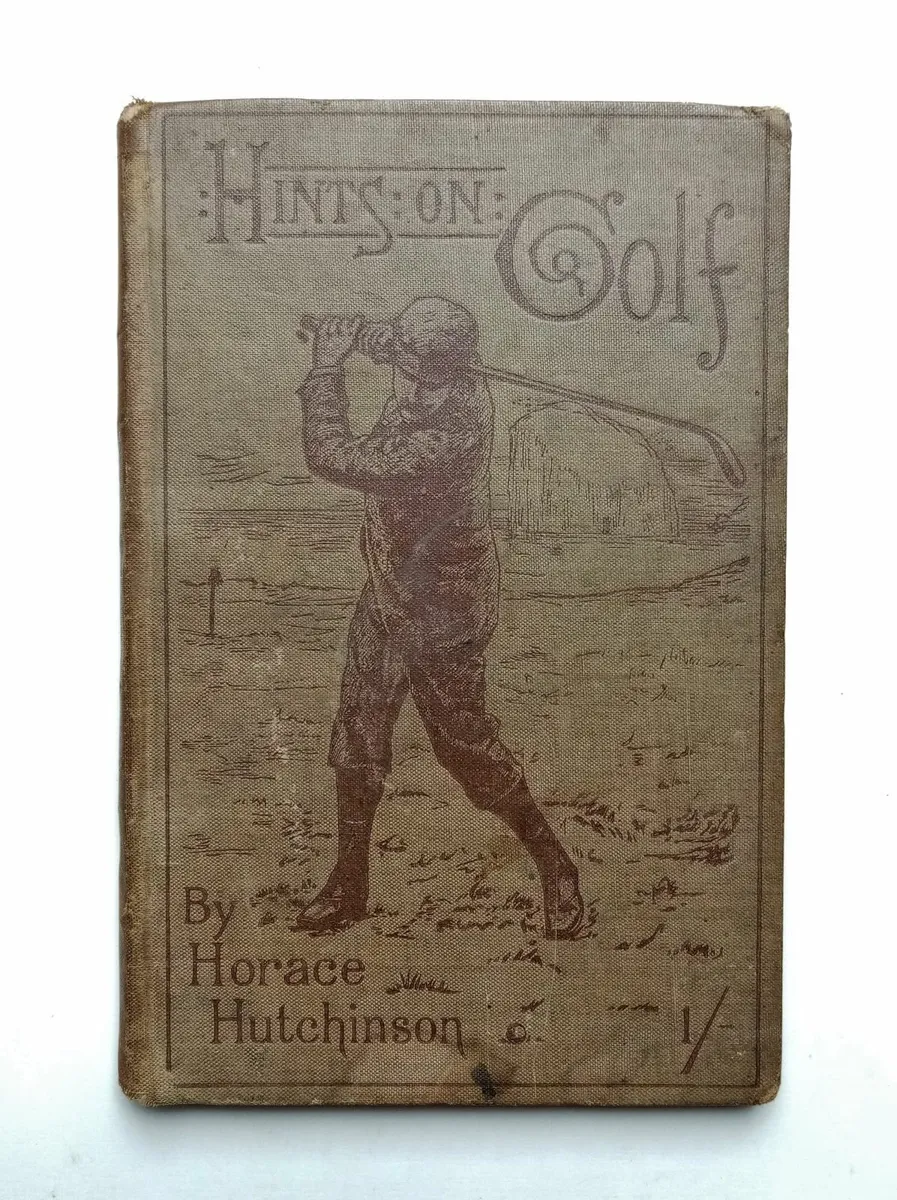 :HINTS:ON:
Golf
By
Horace
Hutchinson
1/-